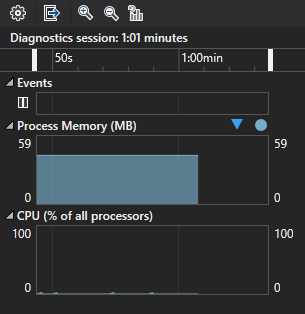 Diagnostics session: 1:01 minutes
50s 1:00min
Events
Process Memory (MB)
59 59
0 0
CPU (% of all processors)
100 100
0 0